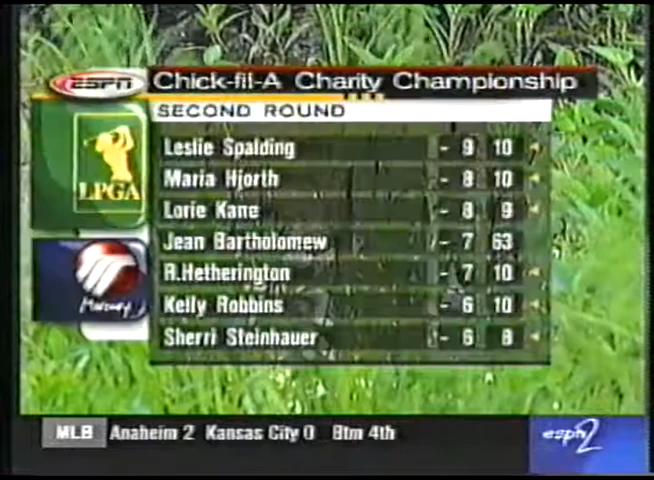 ESPN Chick-fil-A Charity Championship
SECOND ROUND
Leslie Spalding - 9 10
Maria Hjorth - 8 10
Lorie Kane - 8 9
Jean Bartholomew - 7 63
R.Hetherington - 7 10
Kelly Robbins - 6 10
Sherri Steinhauer - 6 8
LPGA
Mercury
MLB Anaheim 2 Kansas City 0 Btm 4th
espn2